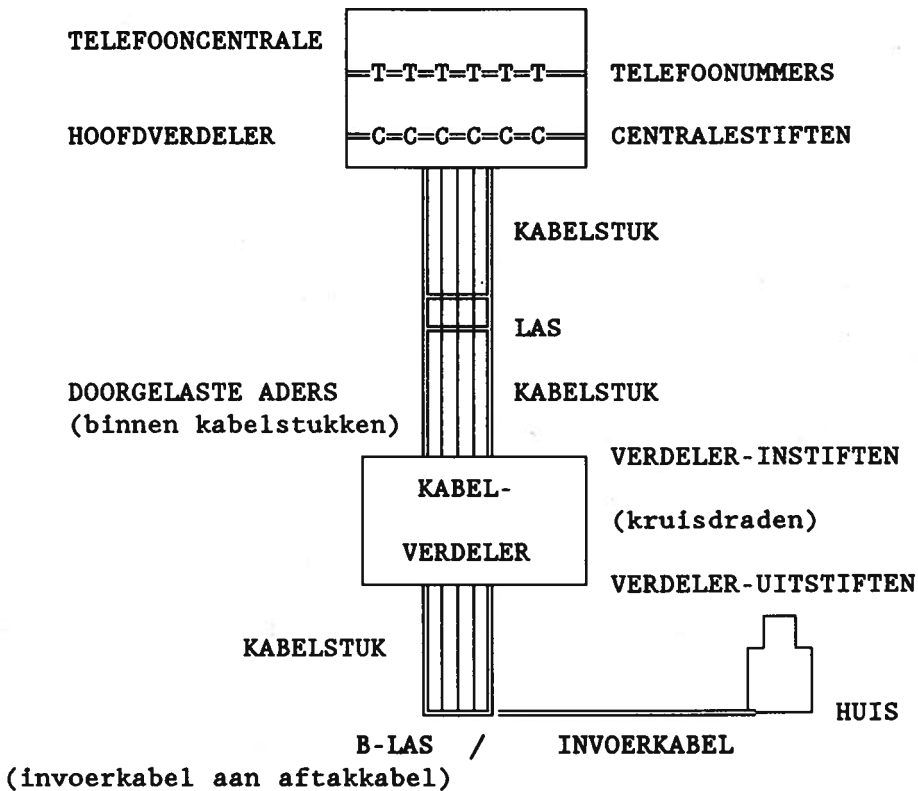 TELEFOONCENTRALE
=T=T=T=T=T=T== TELEFOONUMMERS
HOOFDVERDELER =C=C=C=C=C=C== CENTRALESTIFTEN
KABELSTUK
LAS
DOORGELASTE ADERS KABELSTUK
(binnen kabelstukken)
VERDELER-INSTIFTEN
KABEL-
(kruisdraden)
VERDELER
VERDELER-UITSTIFTEN
KABELSTUK
HUIS
B-LAS / INVOERKABEL
(invoerkabel aan aftakkabel)